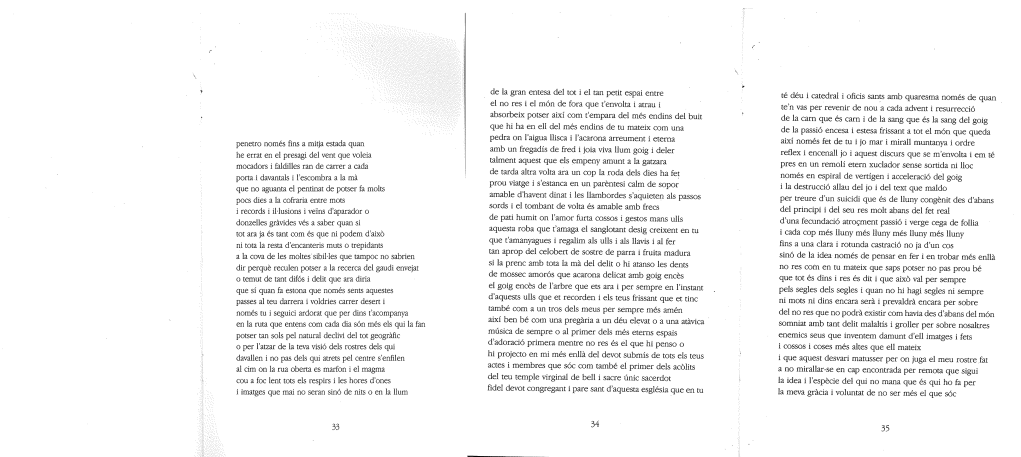 penetro només fins a mitja estada quan
he errat en el presagi del vent que voleia
mocadors i faldilles ran de carrer a cada
porta i davantals i l'escombra a la mà
que no aguanta el pentinat de potser fa molts
pocs dies a la cofraria entre mots
i records i il·lusions i veïns d'aparador o
donzelles gràvides vés a saber quan si
tot ara ja és tant com és que ni podem d'això
ni tota la resta d'encanteris muts o trepidants
a la cova de les moltes sibil·les que tampoc no sabrien
dir perquè reculen potser a la recerca del gaudi envejat
o temut de tant difós i delit que ara diria
que sí quan fa estona que només sents aquestes
passes al teu darrera i voldries carrer desert i
només tu i seguici ardorat que per dins t'acompanya
en la ruta que entens com cada dia són més els qui la fan
potser tan sols pel natural declivi del tot geogràfic
o per l'atzar de la teva visió dels rostres dels qui
davallen i no pas dels qui atrets pel centre s'enfilen
al cim on la rua oberta es marfon i el magma
cou a foc lent tots els respirs i les hores d'ones
i imatges que mai no seran sinó de nits o en la llum
33
de la gran entesa del tot i el tan petit espai entre
el no res i el món de fora que t'envolta i atrau i
absorbeix potser així com t'empara del més endins del buit
que hi ha en ell del més endins de tu mateix com una
pedra on l'aigua llisca i l'acarona arreument i eterna
amb un fregadís de fred i joia viva llum goig i deler
talment aquest que els empeny amunt a la gatzara
de tarda altra volta ara un cop la roda dels dies ha fet
prou viatge i s'estanca en un parèntesi calm de sopor
amable d'havent dinat i les llambordes s'aquieten als passos
sords i el tombant de volta és amable amb frecs
de pati humit on l'amor furta cossos i gestos mans ulls
aquesta roba que t'amaga el sanglotant desig creixent en tu
que t'amanyagues i regalim als ulls i als llavis i al fer
tan aprop del celobert de sostre de parra i fruita madura
si la prenc amb tota la mà del delit o hi atanso les dents
de mossec amorós que acarona delicat amb goig encès
el goig encès de l'arbre que ets ara i per sempre en l'instant
d'aquests ulls que et recorden i els teus frissant que et tinc
també com a un tros dels meus per sempre més amén
així ben bé com una pregària a un déu elevat o a una atàvica
música de sempre o al primer dels més eterns espais
d'adoració primera mentre no res és el que hi penso o
hi projecto en mi més enllà del devot submís de tots els teus
actes i membres que sóc com també el primer dels acòlits
del teu temple virginal de bell i sacre únic sacerdot
fidel devot congregant i pare sant d'aquesta església que en tu
34
té déu i catedral i oficis sants amb quaresma només de quan
te'n vas per revenir de nou a cada advent i resurrecció
de la carn que és carn i de la sang que és la sang del goig
de la passió encesa i estesa frissant a tot el món que queda
així només fet de tu i jo mar i mirall muntanya i ordre
reflex i encenall jo i aquest discurs que se m'envolta i em té
pres en un remolí etern xuclador sense sortida ni lloc
només en espiral de vertigen i acceleració del goig
i la destrucció allau del jo i del text que maldo
per treure d'un suïcidi que és de lluny congènit des d'abans
del principi i del seu res molt abans del fet real
d'una fecundació atroçment passió i verge cega de follia
i cada cop més lluny més lluny més lluny més lluny
fins a una clara i rotunda castració no ja d'un cos
sinó de la idea només de pensar en fer i en trobar més enllà
no res com en tu mateix que saps potser no pas prou bé
que tot és dins i res és dit i que això val per sempre
pels segles dels segles i quan no hi hagi segles ni sempre
ni mots ni dins encara serà i prevaldrà encara per sobre
del no res que no podrà existir com havia des d'abans del món
somniat amb tant delit malaltís i groller per sobre nosaltres
enemics seus que inventem damunt d'ell imatges i fets
i cossos i coses més altes que ell mateix
i que aquest desvari matusser per on juga el meu rostre fat
a no mirallar-se en cap encontrada per remota que sigui
la idea i l'espècie del qui no mana que és qui ho fa per
la meva gràcia i voluntat de no ser més el que sóc
35